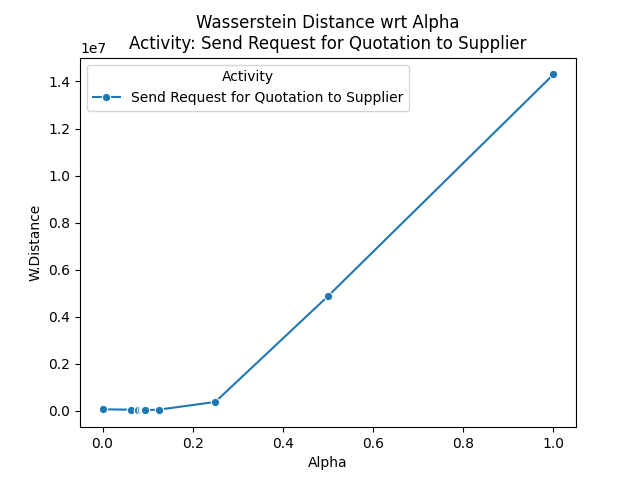 Wasserstein Distance wrt Alpha
Activity: Send Request for Quotation to Supplier
1e7
Activity
Send Request for Quotation to Supplier
1.4
1.2
1.0
0.8
0.6
0.4
0.2
0.0
W.Distance
0.0 0.2 0.4 0.6 0.8 1.0
Alpha